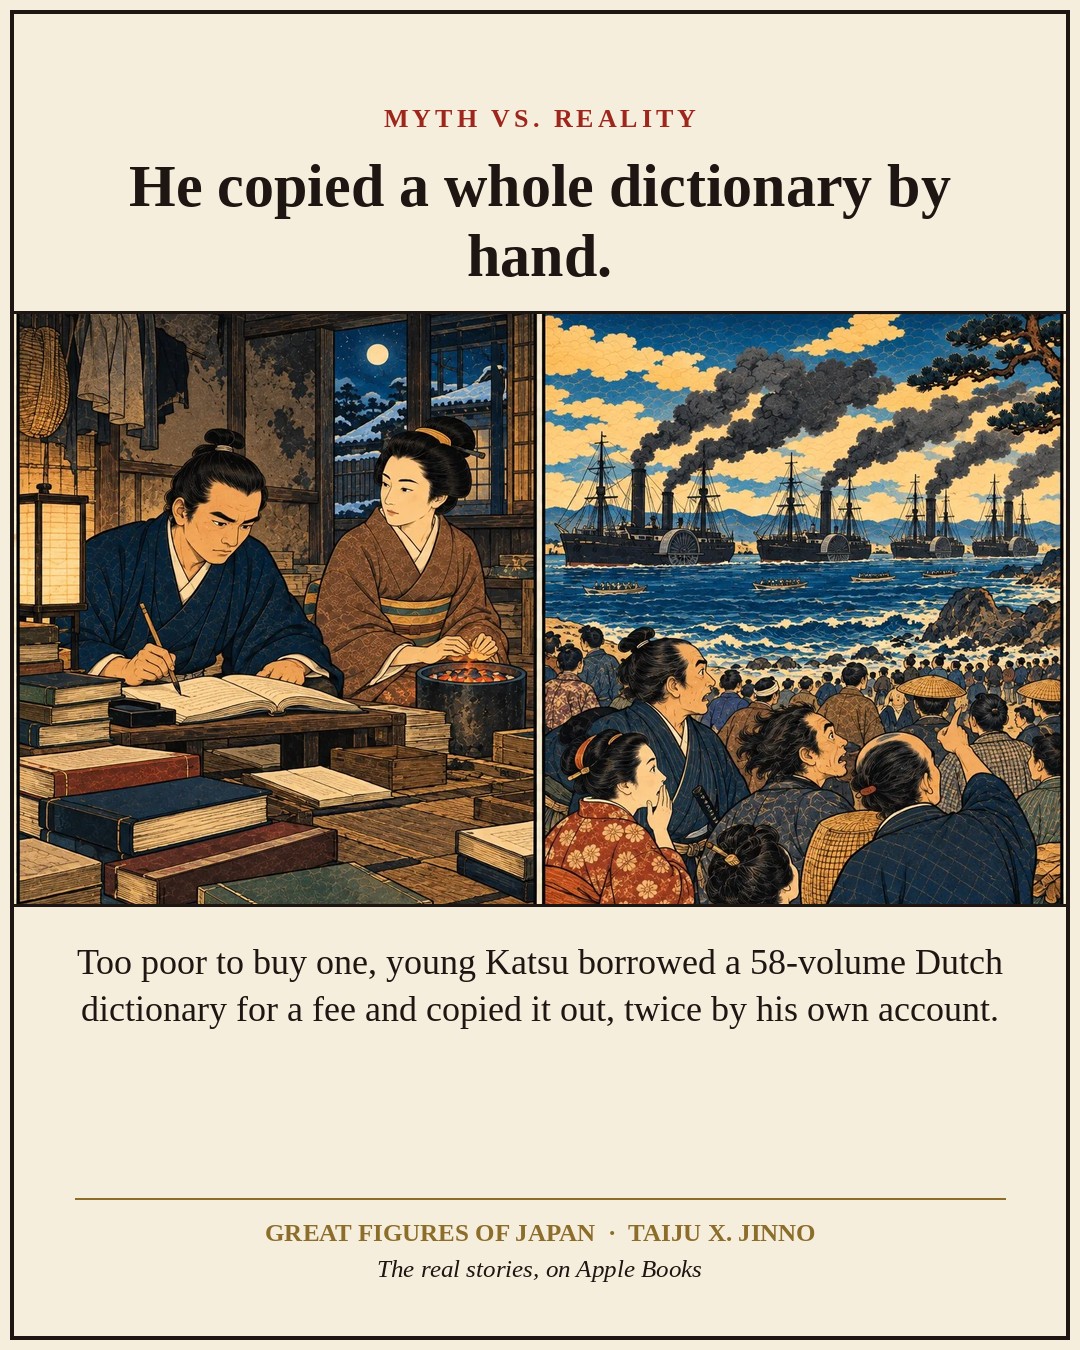 MYTH VS. REALITY
He copied a whole dictionary by
hand.
Too poor to buy one, young Katsu borrowed a 58-volume Dutch
dictionary for a fee and copied it out, twice by his own account.
GREAT FIGURES OF JAPAN · TAIJU X. JINNO
The real stories, on Apple Books